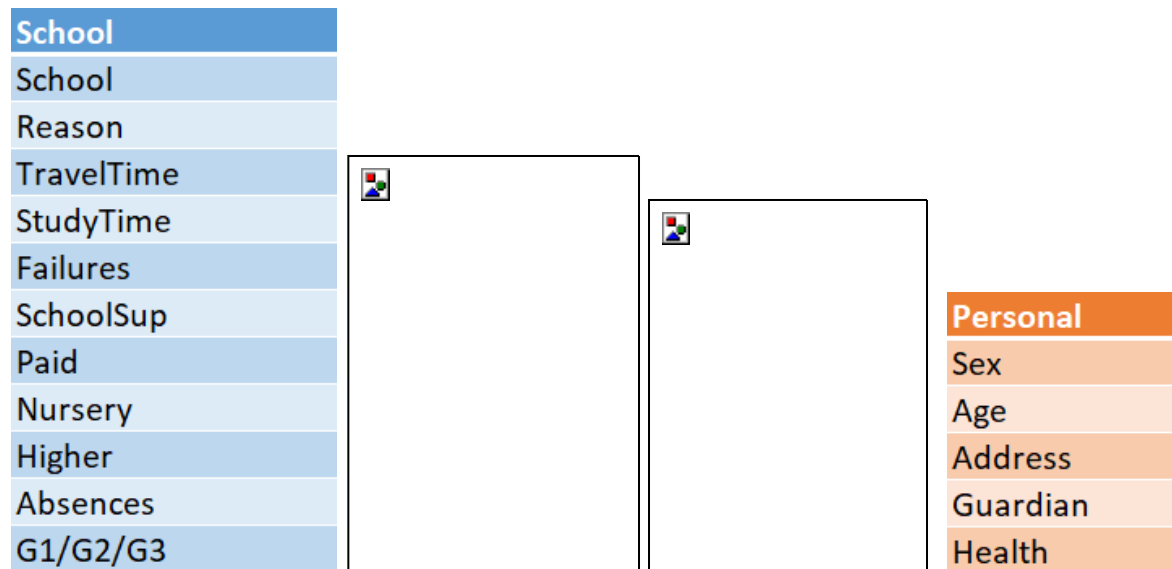 School
School
Reason
TravelTime
StudyTime
Failures
SchoolSup
Paid
Nursery
Higher
Absences
G1/G2/G3
Personal
Sex
Age
Address
Guardian
Health